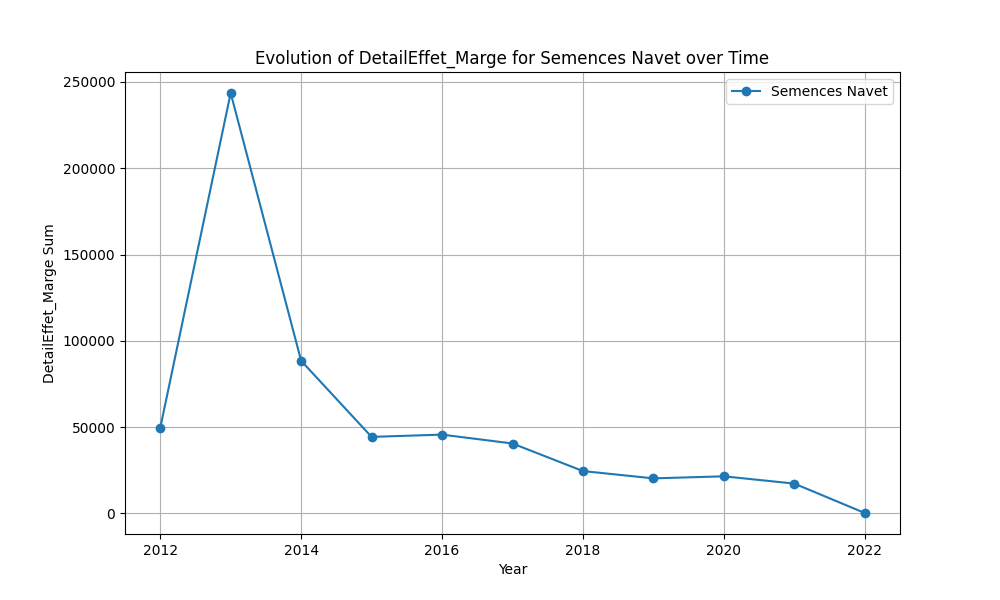 Evolution of DetailEffet_Marge for Semences Navet over Time
Semences Navet
250000
200000
150000
100000
50000
0
DetailEffet_Marge Sum
2012 2014 2016 2018 2020 2022
Year